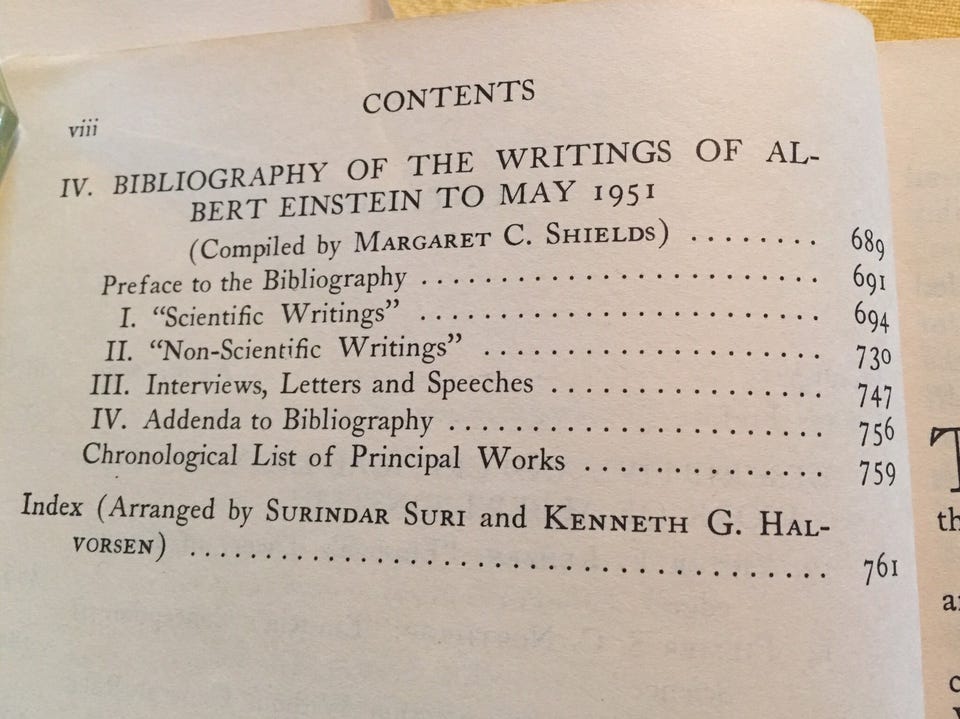 CONTENTS
viii
IV. BIBLIOGRAPHY OF THE WRITINGS OF AL-
BERT EINSTEIN TO MAY 1951
(Compiled by MARGARET C. SHIELDS) ........ 689
Preface to the Bibliography ........................ 691
I. "Scientific Writings" ........................ 694
II. "Non-Scientific Writings" .................... 730
III. Interviews, Letters and Speeches ................ 747
IV. Addenda to Bibliography ...................... 756
Chronological List of Principal Works .............. 759
Index (Arranged by SURINDAR SURI and KENNETH G. HAL-
VORSEN) ...................................... 761